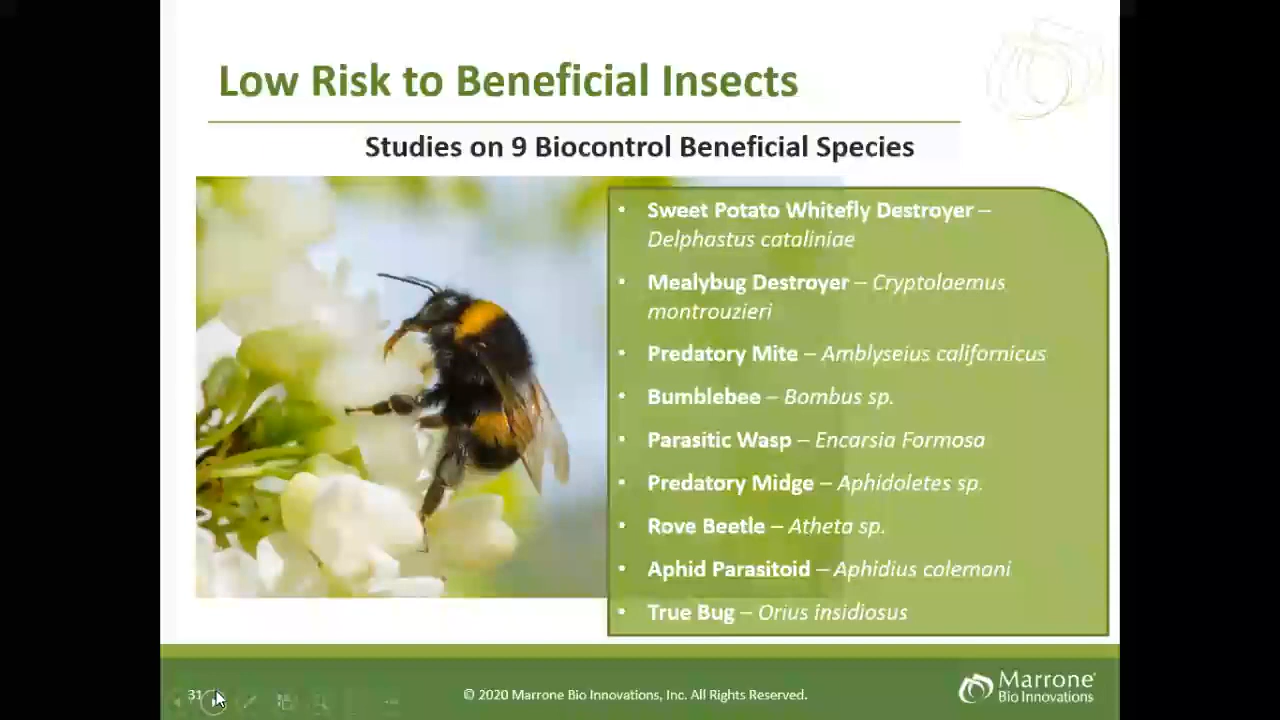 Low Risk to Beneficial Insects
Studies on 9 Biocontrol Beneficial Species
• Sweet Potato Whitefly Destroyer –
Delphastus cataliniae
• Mealybug Destroyer – Cryptolaemus
montrouzieri
• Predatory Mite – Amblyseius californicus
• Bumblebee – Bombus sp.
• Parasitic Wasp – Encarsia Formosa
• Predatory Midge – Aphidoletes sp.
• Rove Beetle – Atheta sp.
• Aphid Parasitoid – Aphidius colemani
• True Bug – Orius insidiosus
31
© 2020 Marrone Bio Innovations, Inc. All Rights Reserved.
Marrone®
Bio Innovations